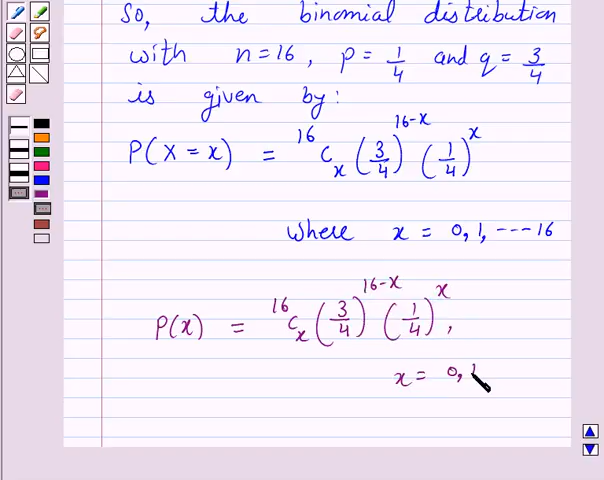 So, the binomial distribution
with n=16, p=1/4 and q=3/4
is given by:
P(X=x) = ¹⁶Cₓ (3/4)^(16-x) (1/4)^x
where x = 0,1,---16
P(x) = ¹⁶Cₓ (3/4)^(16-x) (1/4)^x,
x = 0,1